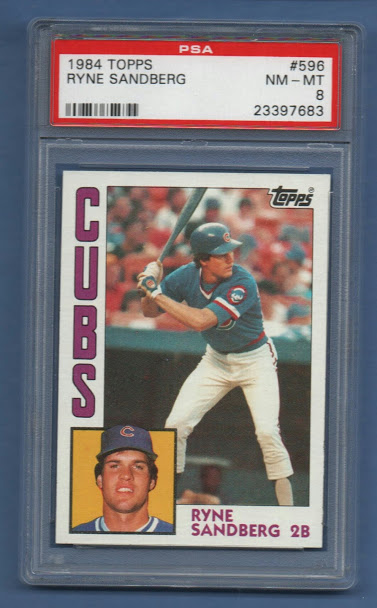 PSA
1984 TOPPS #596
RYNE SANDBERG NM-MT
8
23397683
Topps®
CUBS
C
RYNE
SANDBERG 2B